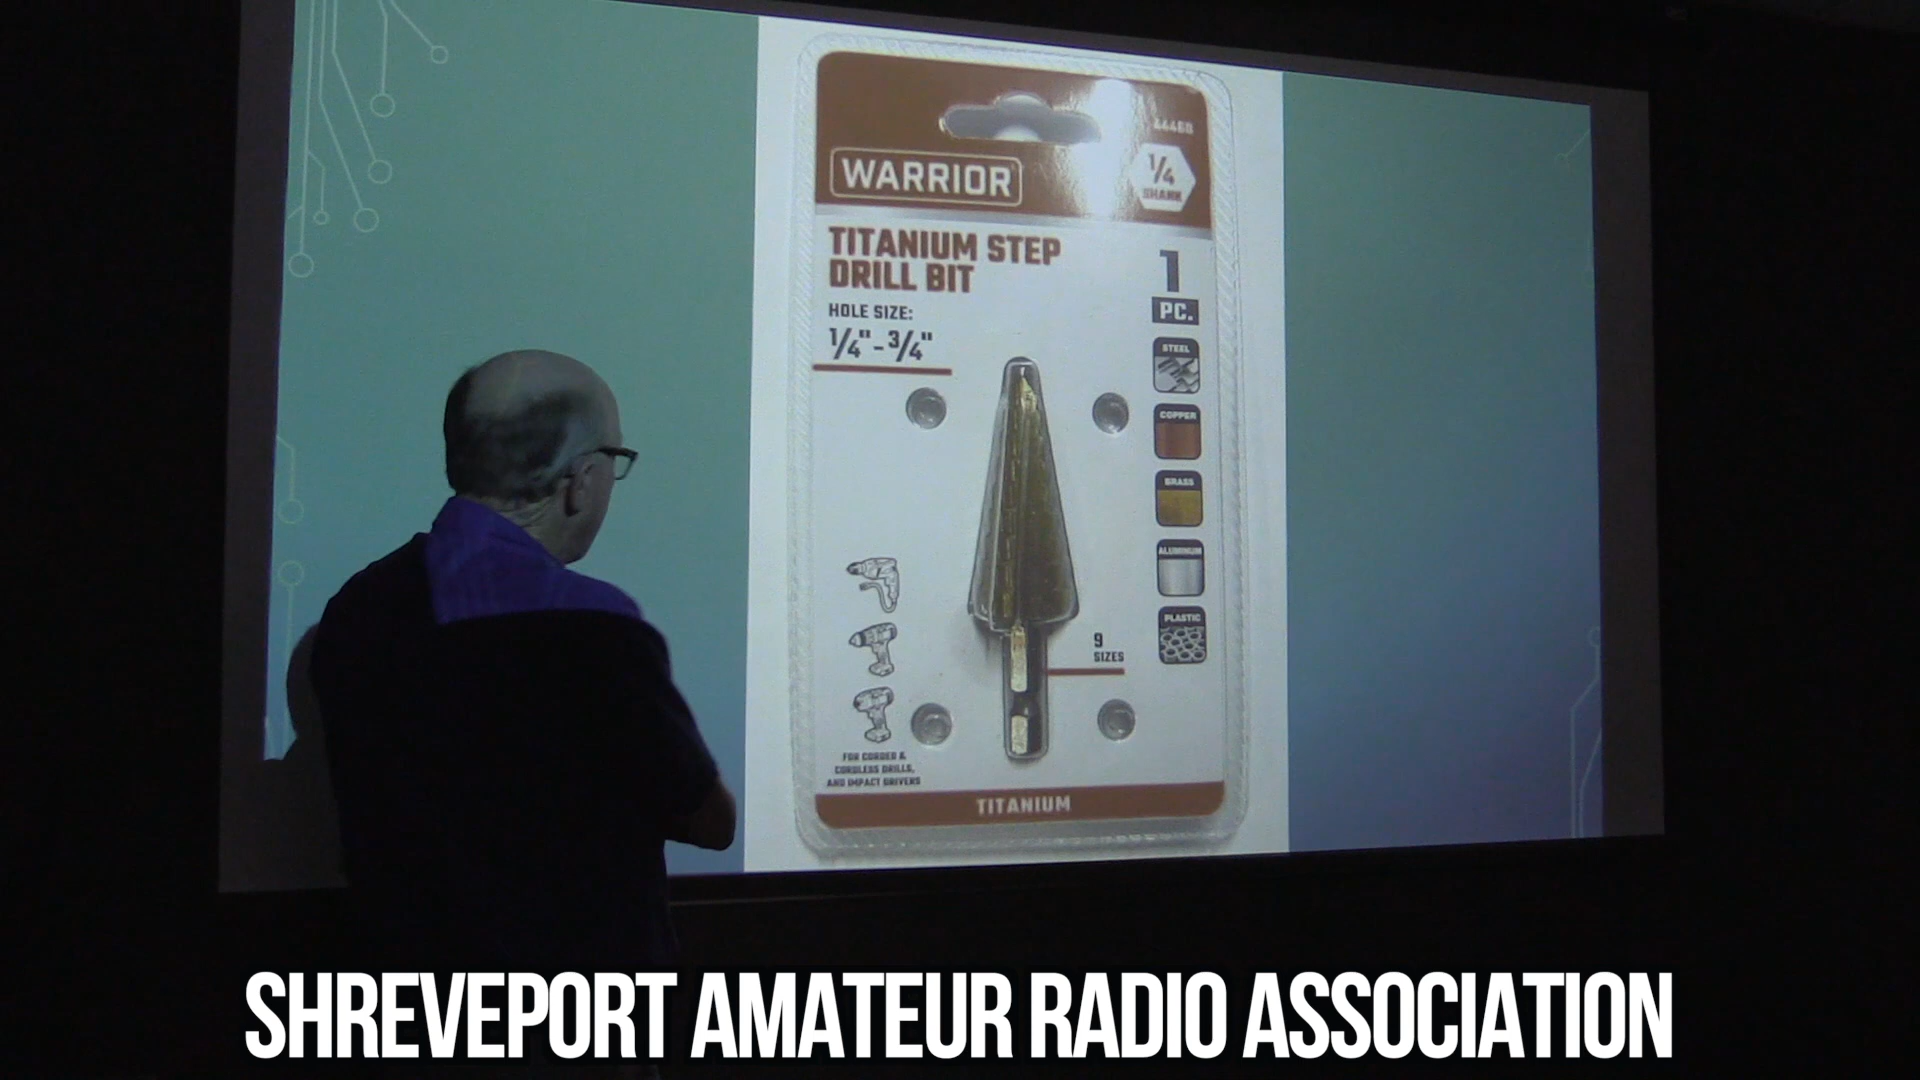 44460
WARRIOR
1/4
SHANK
TITANIUM STEP
DRILL BIT
HOLE SIZE:
1/4"-3/4"
1
PC.
STEEL
COPPER
BRASS
ALUMINUM
PLASTIC
9
SIZES
FOR CORDED &
CORDLESS DRILLS,
AND IMPACT DRIVERS
TITANIUM
SHREVEPORT AMATEUR RADIO ASSOCIATION